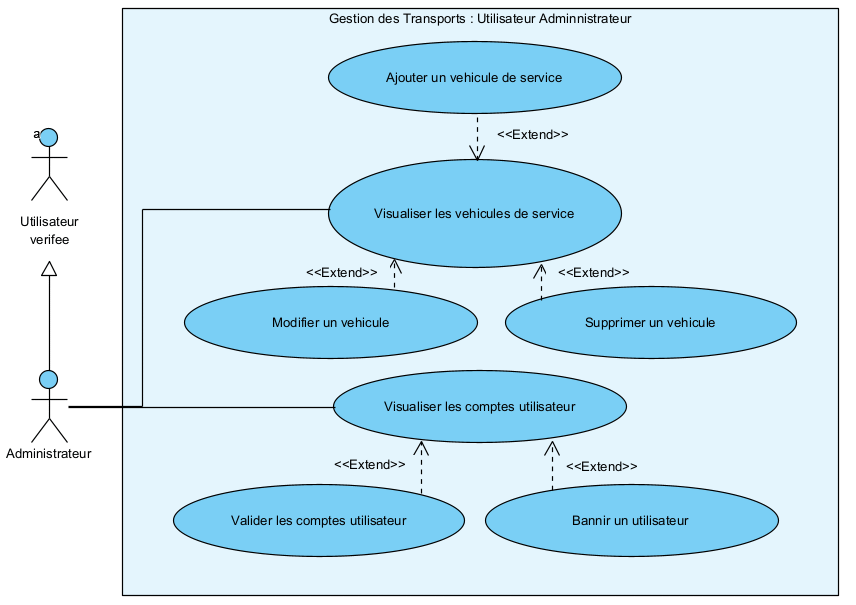 Gestion des Transports : Utilisateur Adminnistrateur
Ajouter un vehicule de service
<<Extend>>
a
Utilisateur
verifee
Visualiser les vehicules de service
<<Extend>>
<<Extend>>
Modifier un vehicule
Supprimer un vehicule
Visualiser les comptes utilisateur
Administrateur
<<Extend>>
<<Extend>>
Valider les comptes utilisateur
Bannir un utilisateur